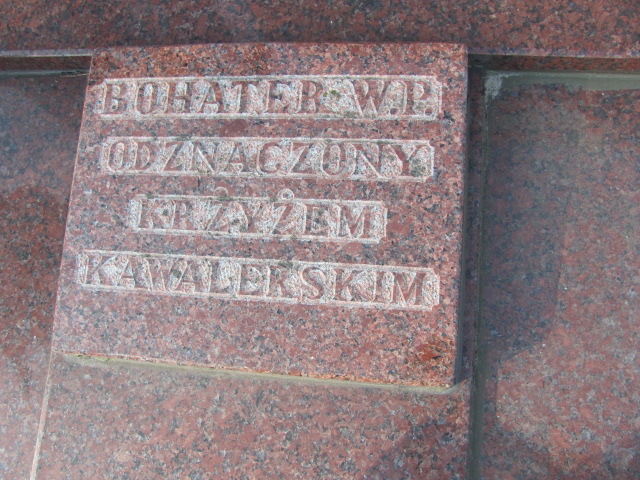 BOHATER W.P.
ODZNACZONY
KRZYŻEM
KAWALERSKIM